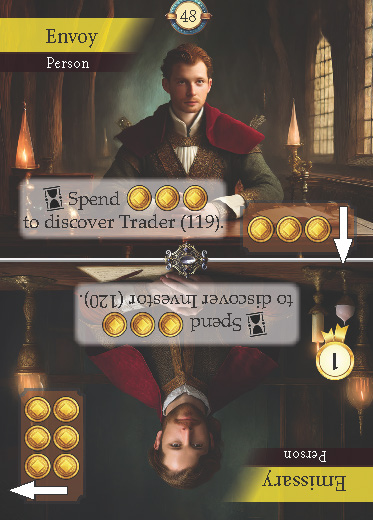 48
Envoy
Person
Spend
to discover Trader (119).
Emissary
Person
1
Spend
to discover Investor (120).